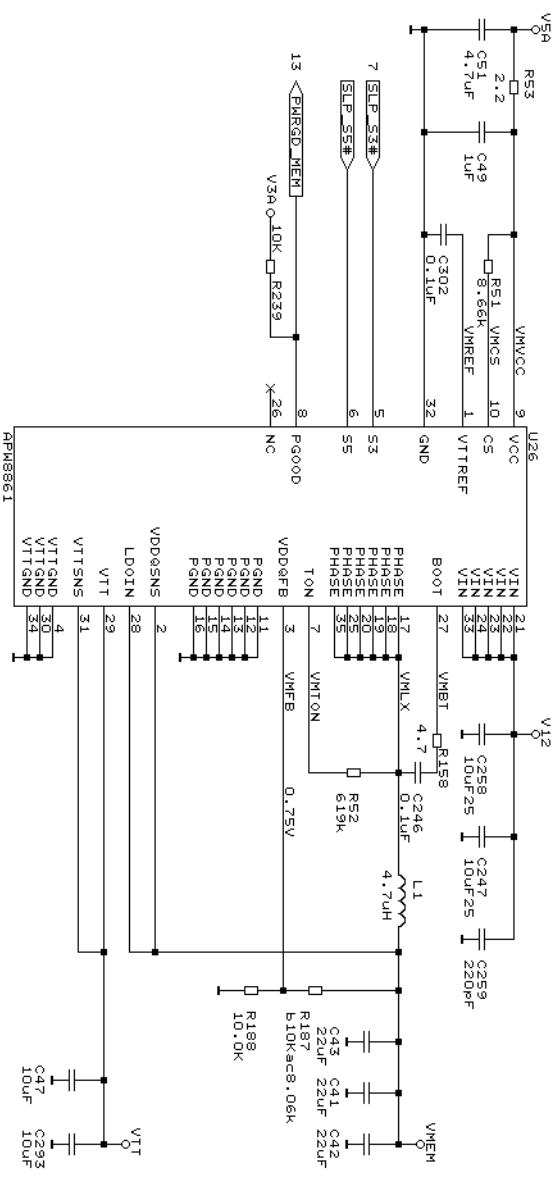 V5A
C51
4.7uF
R53
2.2
C49
1uF
C302
0.1uF
R51
8.66k
VMVCC
VMCS
VMREF
7
SLP_S3#
SLP_S5#
13
PWRGD_MEM
V3A
10K
R239
U26
9
VCC
10
CS
1
VTTREF
32
GND
5
S3
6
S5
8
PGOOD
26
NC
APW8861
VIN
21
VIN
22
VIN
23
VIN
24
VIN
33
BOOT
27
PHASE
17
PHASE
18
PHASE
19
PHASE
20
PHASE
25
PHASE
35
TON
7
VDDQFB
3
PGND
11
PGND
12
PGND
13
PGND
14
PGND
15
PGND
16
VDDQSNS
2
LDOIN
28
VTT
29
VTTSNS
31
VTTGND
4
VTTGND
30
VTTGND
34
V12
C258
10uF25
C247
10uF25
C259
220pF
VMBT
R158
4.7
VMLX
C246
0.1uF
VMTON
R52
619k
VMFB
0.75V
L1
4.7uH
R187
b10Kac8.06k
R188
10.0K
C43
22uF
C41
22uF
C42
22uF
VMEM
C47
10uF
C293
10uF
VTT